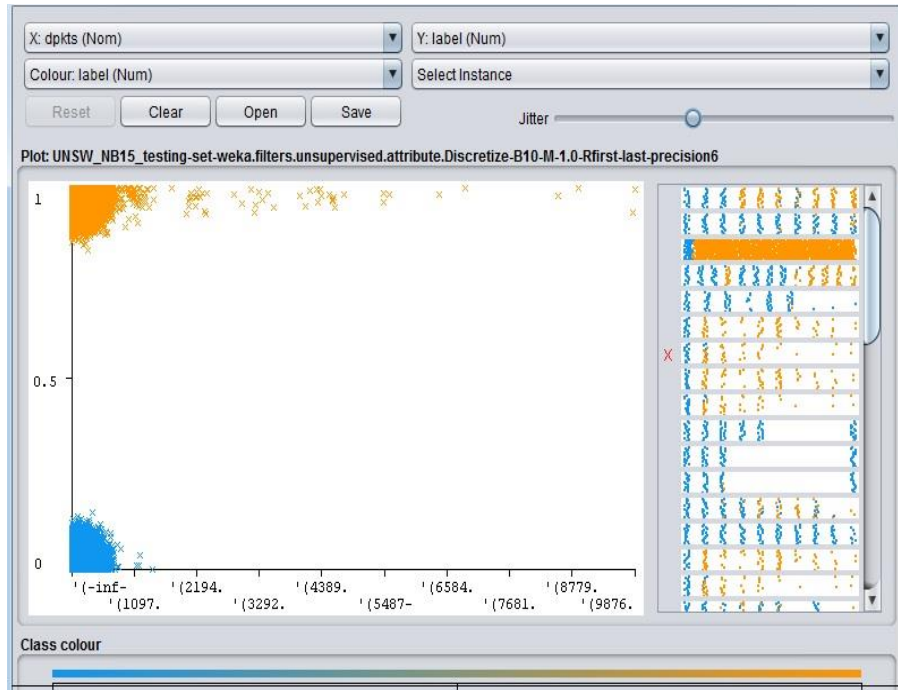 X: dpkts (Nom)
Y: label (Num)
Colour: label (Num)
Select Instance
Reset
Clear
Open
Save
Jitter
Plot: UNSW_NB15_testing-set-weka.filters.unsupervised.attribute.Discretize-B10-M-1.0-Rfirst-last-precision6
1
0.5
0
'(-inf-
'(2194.
'(4389.
'(6584.
'(8779.
'(1097.
'(3292.
'(5487-
'(7681.
'(9876.
X
Class colour